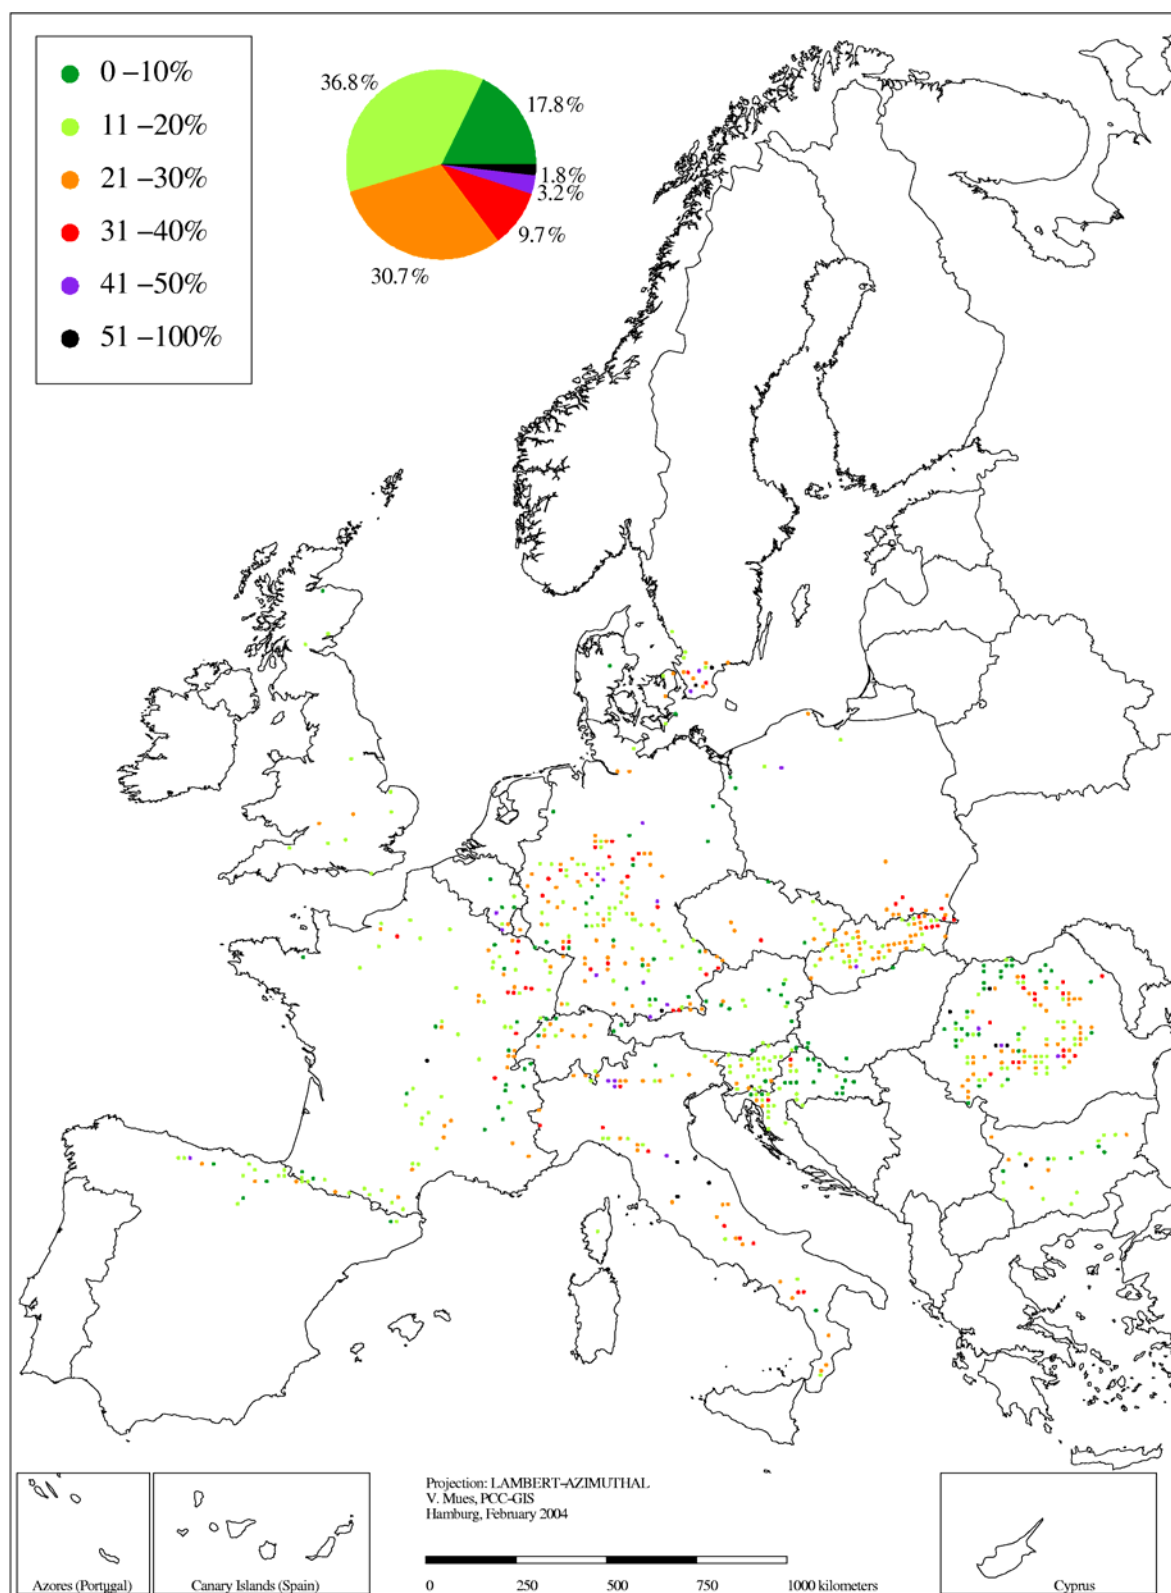 0 –10%
11 –20%
21 –30%
31 –40%
41 –50%
51 –100%
36.8%
17.8%
1.8%
3.2%
9.7%
30.7%
Projection: LAMBERT-AZIMUTHAL
V. Mues, PCC-GIS
Hamburg, February 2004
0 250 500 750 1000 kilometers
Azores (Portugal)
Canary Islands (Spain)
Cyprus